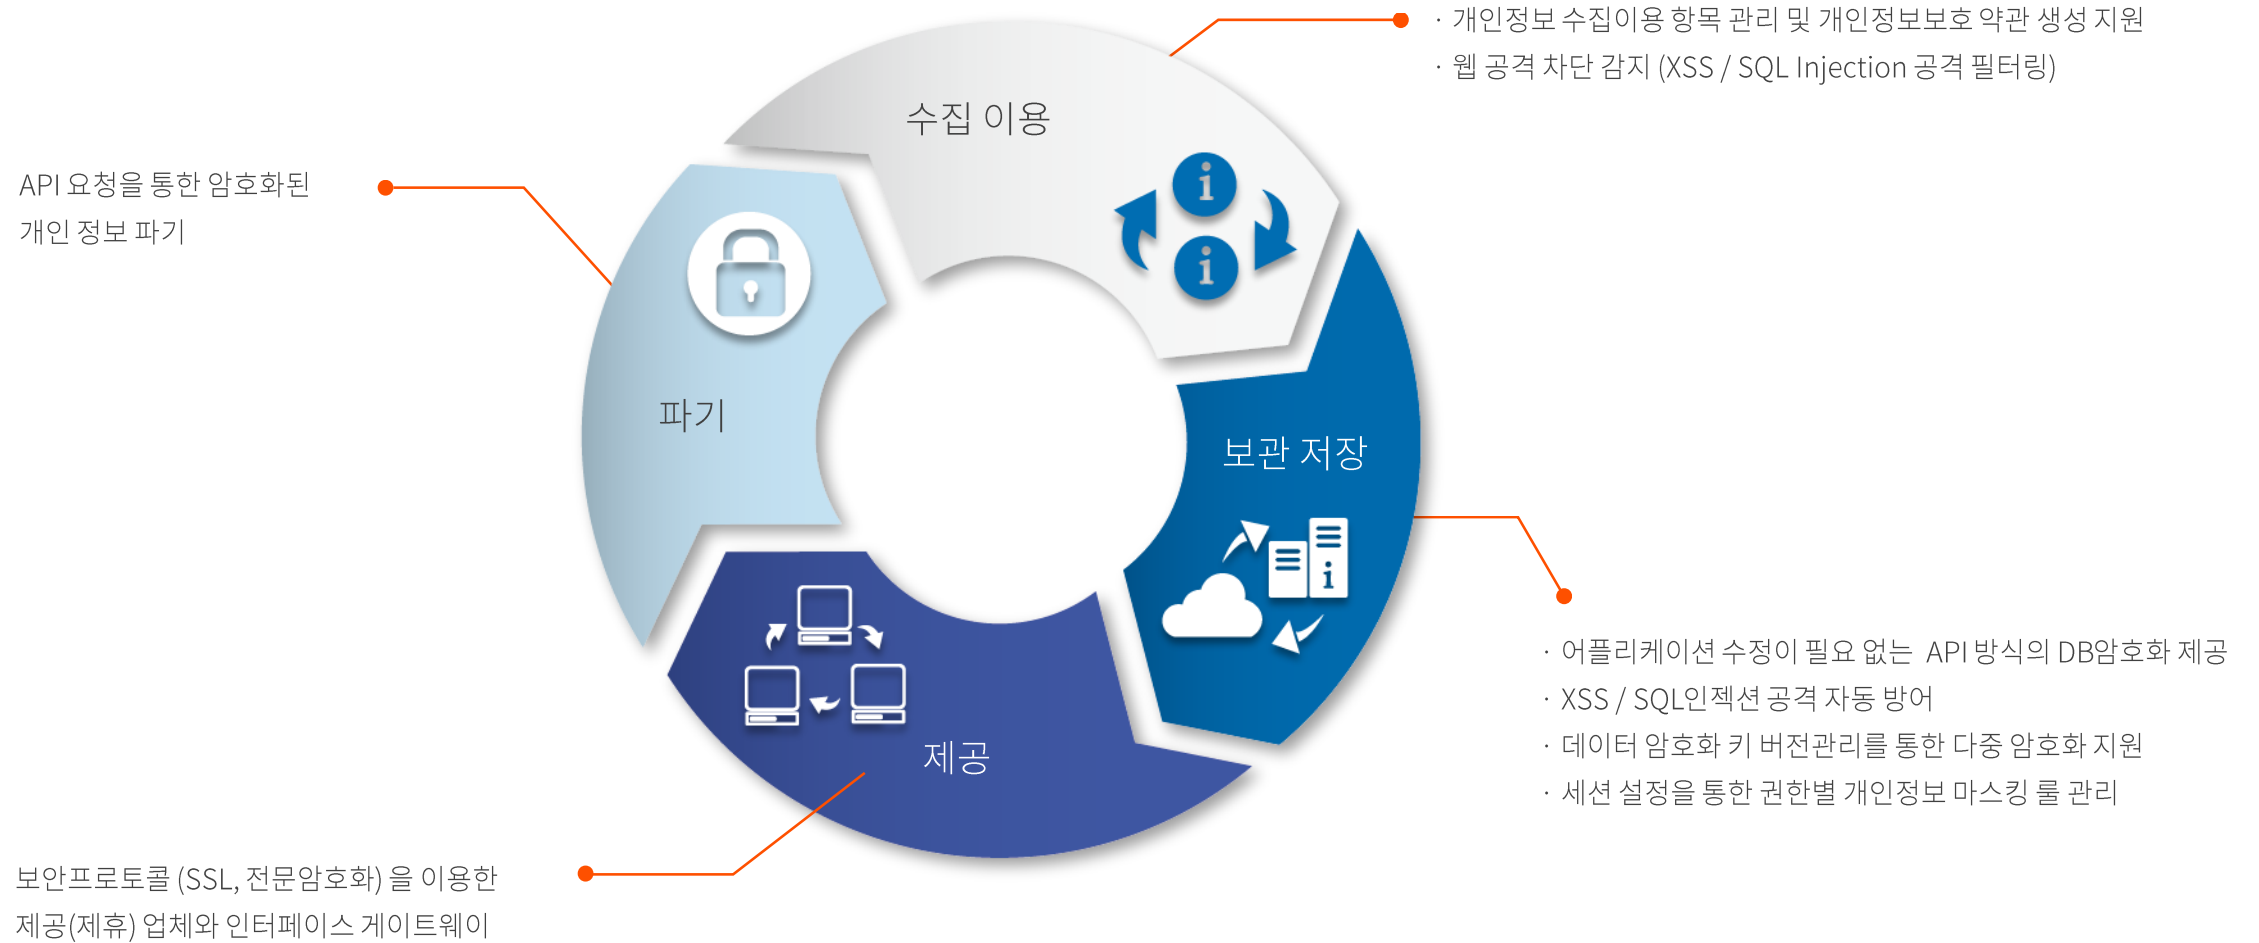 · 개인정보 수집이용 항목 관리 및 개인정보보호 약관 생성 지원
· 웹 공격 차단 감지 (XSS / SQL Injection 공격 필터링)
수집 이용
API 요청을 통한 암호화된
개인 정보 파기
파기
보관 저장
제공
· 어플리케이션 수정이 필요 없는 API 방식의 DB암호화 제공
· XSS / SQL인젝션 공격 자동 방어
· 데이터 암호화 키 버전관리를 통한 다중 암호화 지원
· 세션 설정을 통한 권한별 개인정보 마스킹 룰 관리
보안프로토콜 (SSL, 전문암호화) 을 이용한
제공(제휴) 업체와 인터페이스 게이트웨이